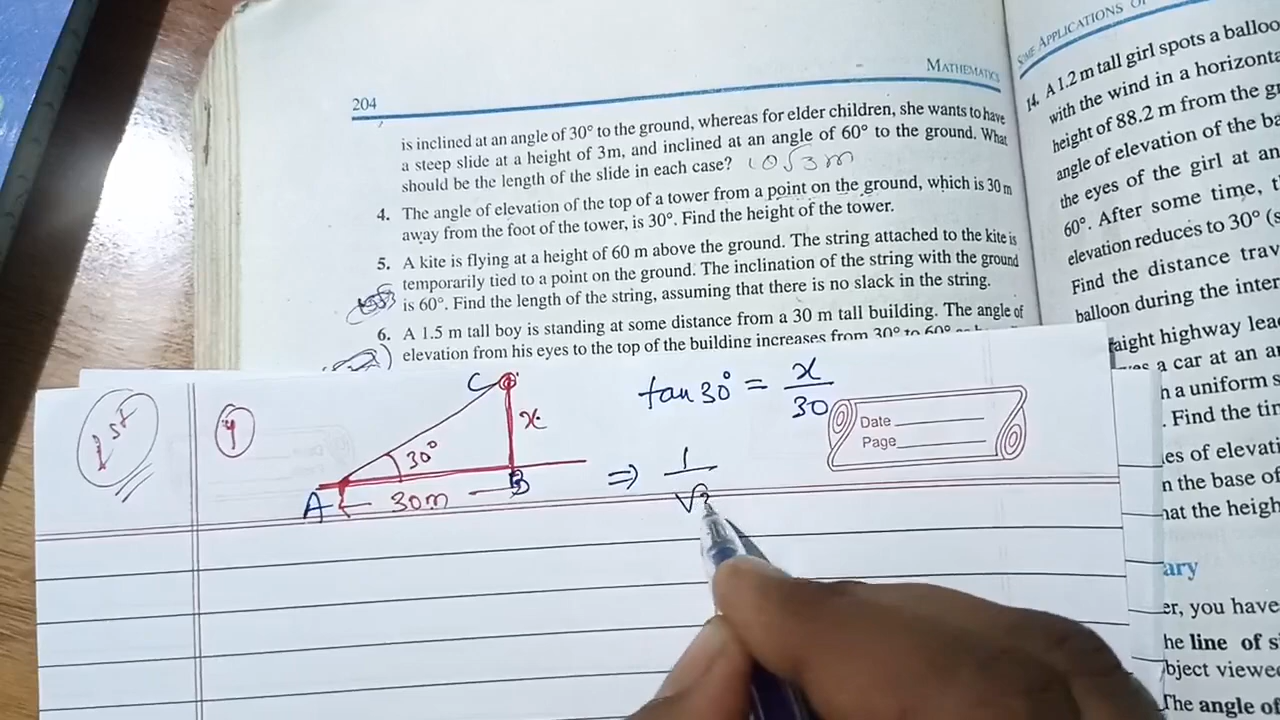 204
MATHEMATICS
is inclined at an angle of 30° to the ground, whereas for elder children, she wants to have
a steep slide at a height of 3m, and inclined at an angle of 60° to the ground. What
should be the length of the slide in each case? 10√3 m
4. The angle of elevation of the top of a tower from a point on the ground, which is 30 m
away from the foot of the tower, is 30°. Find the height of the tower.
5. A kite is flying at a height of 60 m above the ground. The string attached to the kite is
temporarily tied to a point on the ground. The inclination of the string with the ground
is 60°. Find the length of the string, assuming that there is no slack in the string.
6. A 1.5 m tall boy is standing at some distance from a 30 m tall building. The angle of
elevation from his eyes to the top of the building increases from 30° to 60°
SOME APPLICATIONS OF
14. A 1.2 m tall girl spots a balloo
with the wind in a horizonta
height of 88.2 m from the gr
angle of elevation of the ba
the eyes of the girl at an
60°. After some time, t
elevation reduces to 30° (s
Find the distance trav
balloon during the inter
aight highway lea
a car at an a
h a uniform s
. Find the tim
es of elevati
n the base of
hat the heigh
ary
er, you have
he line of s
bject viewe
The angle of
1st
4
C
x
30°
A
30m
B
tan 30° = x/30
⇒ 1/√3
Date
Page